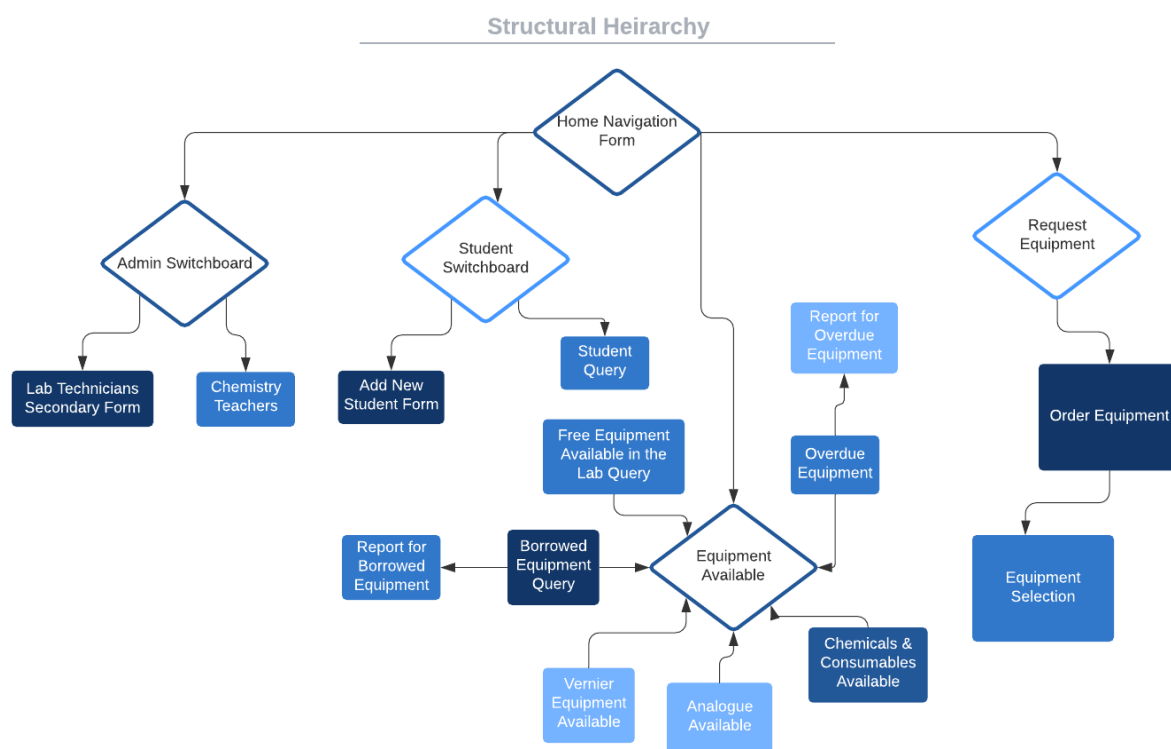 Structural Heirarchy
Home Navigation
Form
Admin Switchboard
Student
Switchboard
Request
Equipment
Lab Technicians
Secondary Form
Chemistry
Teachers
Add New
Student Form
Student
Query
Report for
Overdue
Equipment
Order Equipment
Free Equipment
Available in the
Lab Query
Overdue
Equipment
Report for
Borrowed
Equipment
Borrowed
Equipment
Query
Equipment
Available
Equipment
Selection
Vernier
Equipment
Available
Analogue
Available
Chemicals &
Consumables
Available